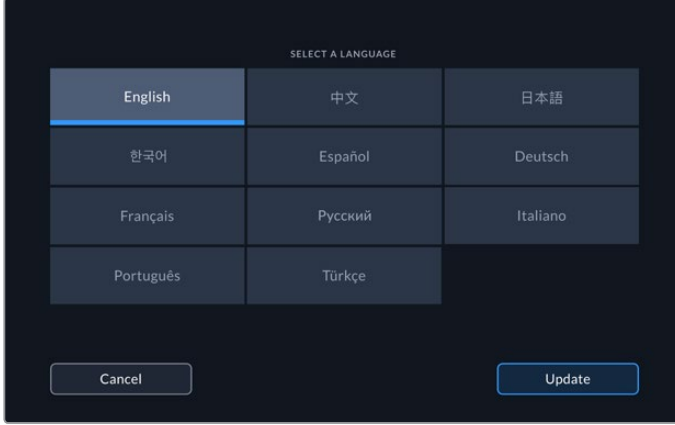 SELECT A LANGUAGE
English 中文 日本語
한국어 Español Deutsch
Français Русский Italiano
Português Türkçe
Cancel Update